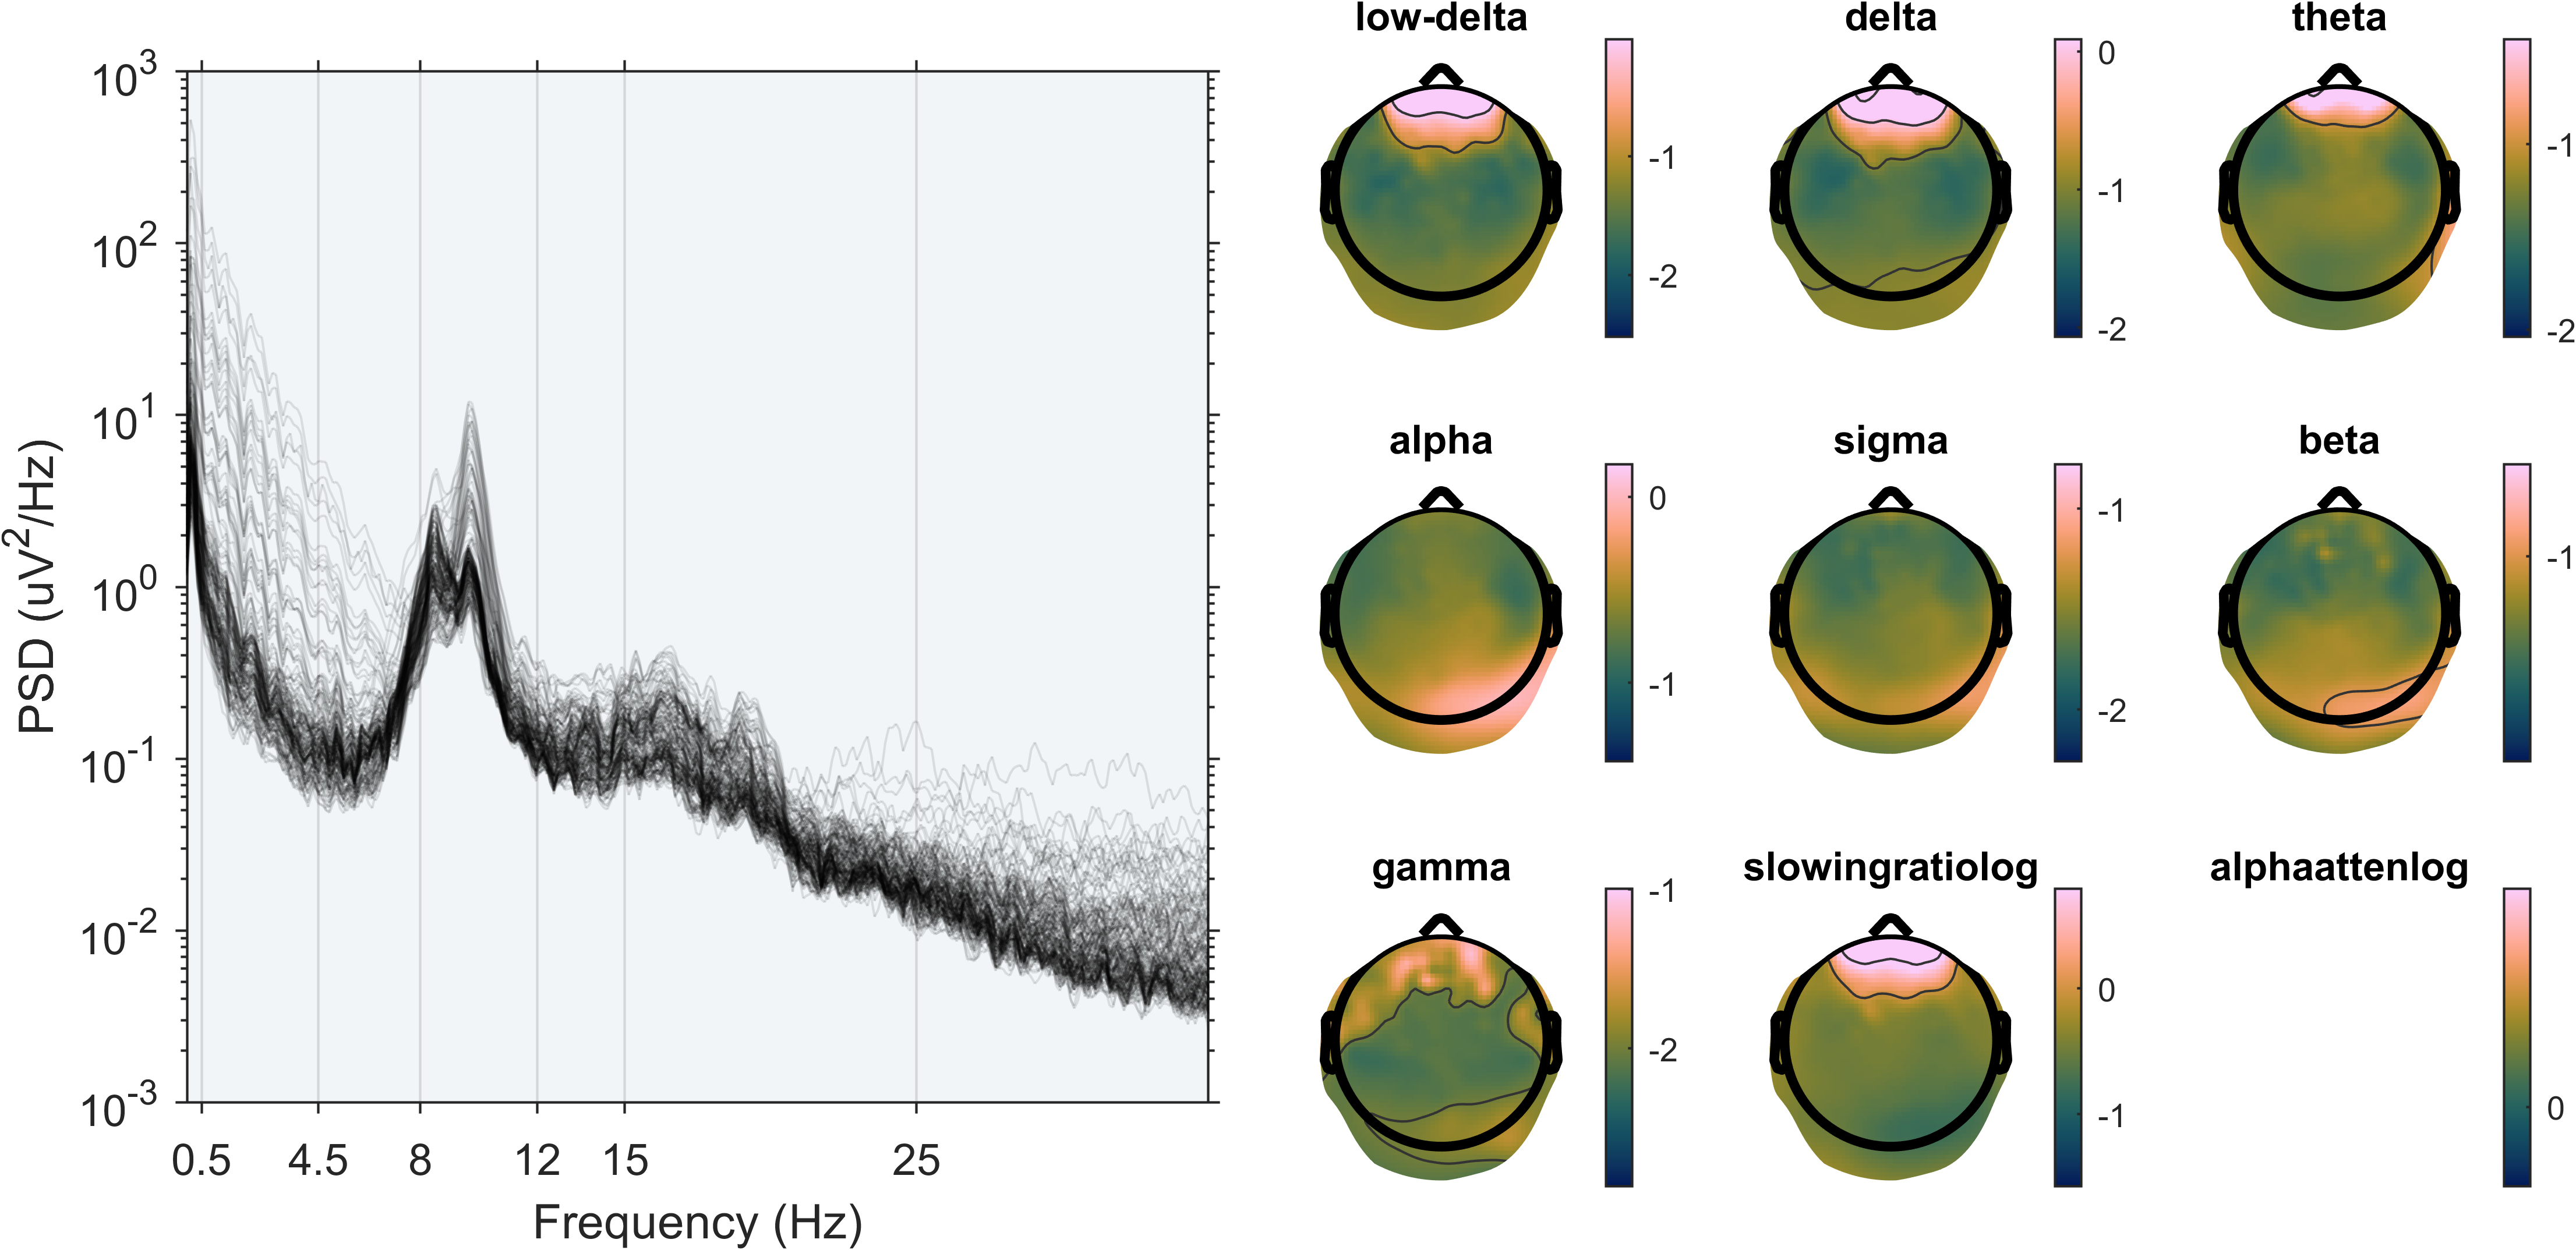 low-delta
delta
theta
10^3
10^2
10^1
10^0
10^-1
10^-2
10^-3
PSD (uV^2/Hz)
0.5 4.5 8 12 15 25
Frequency (Hz)
-1
-2
0
-1
-2
-1
-2
alpha
sigma
beta
0
-1
-1
-2
-1
gamma
slowingratiolog
alphaattenlog
-1
-2
0
-1
0